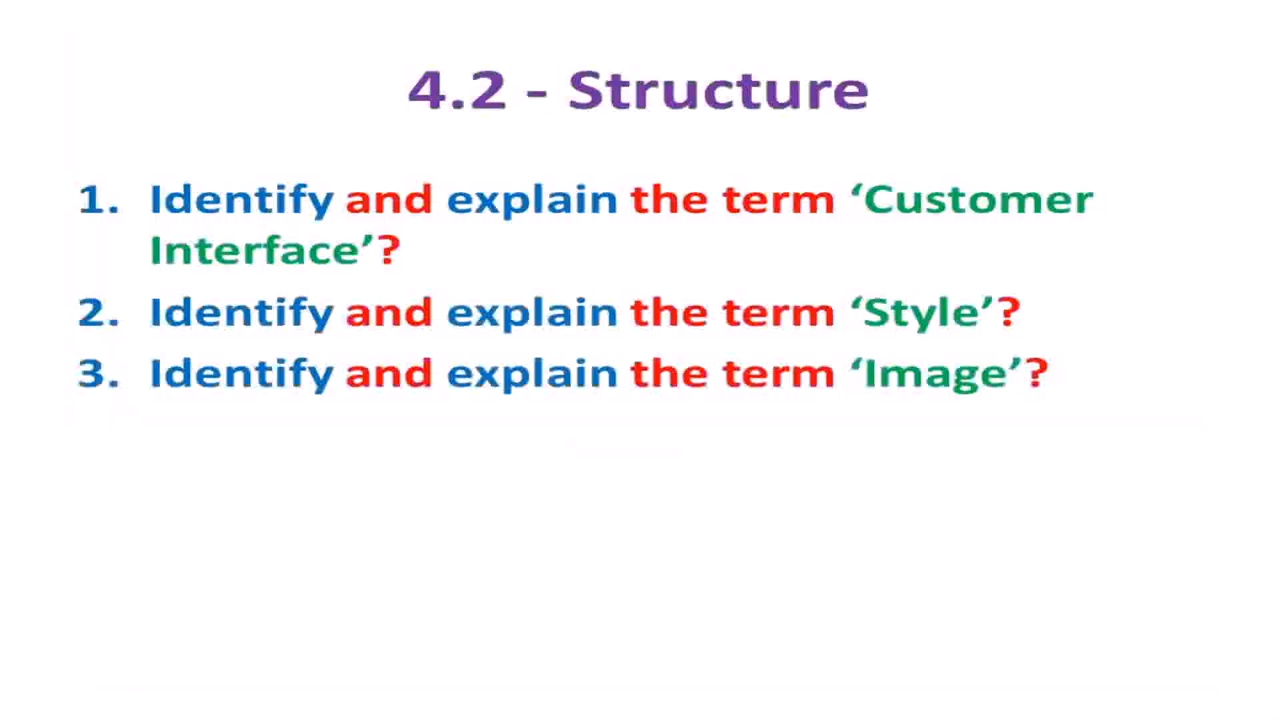 4.2 - Structure
1. Identify and explain the term ‘Customer
Interface’?
2. Identify and explain the term ‘Style’?
3. Identify and explain the term ‘Image’?